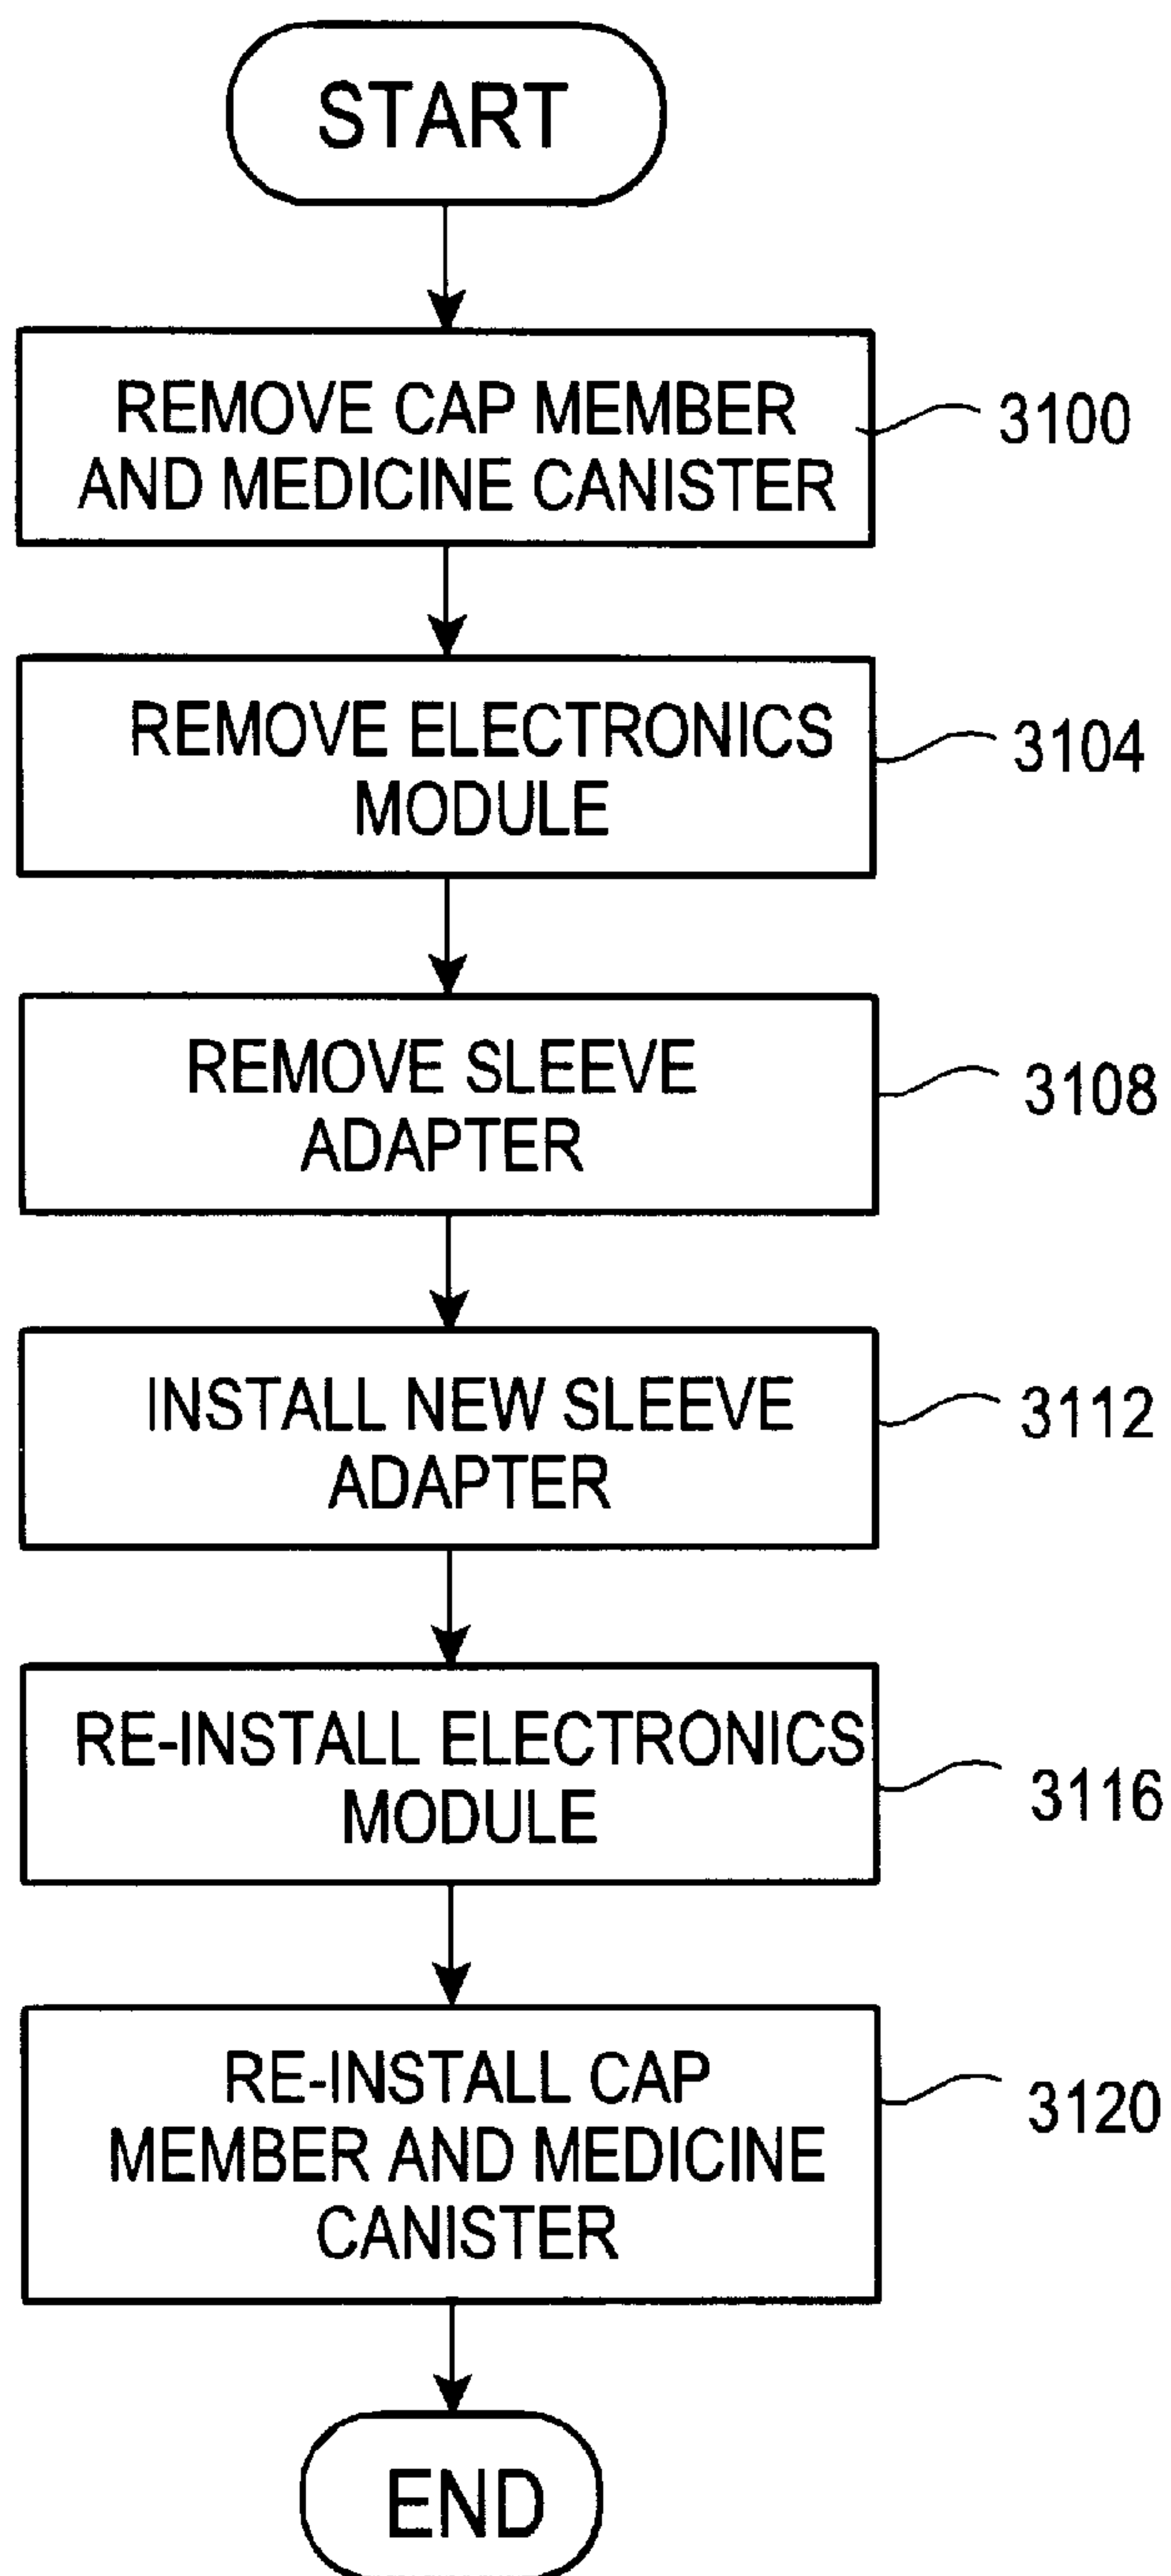 START
REMOVE CAP MEMBER
AND MEDICINE CANISTER
3100
REMOVE ELECTRONICS
MODULE
3104
REMOVE SLEEVE
ADAPTER
3108
INSTALL NEW SLEEVE
ADAPTER
3112
RE-INSTALL ELECTRONICS
MODULE
3116
RE-INSTALL CAP
MEMBER AND MEDICINE
CANISTER
3120
END